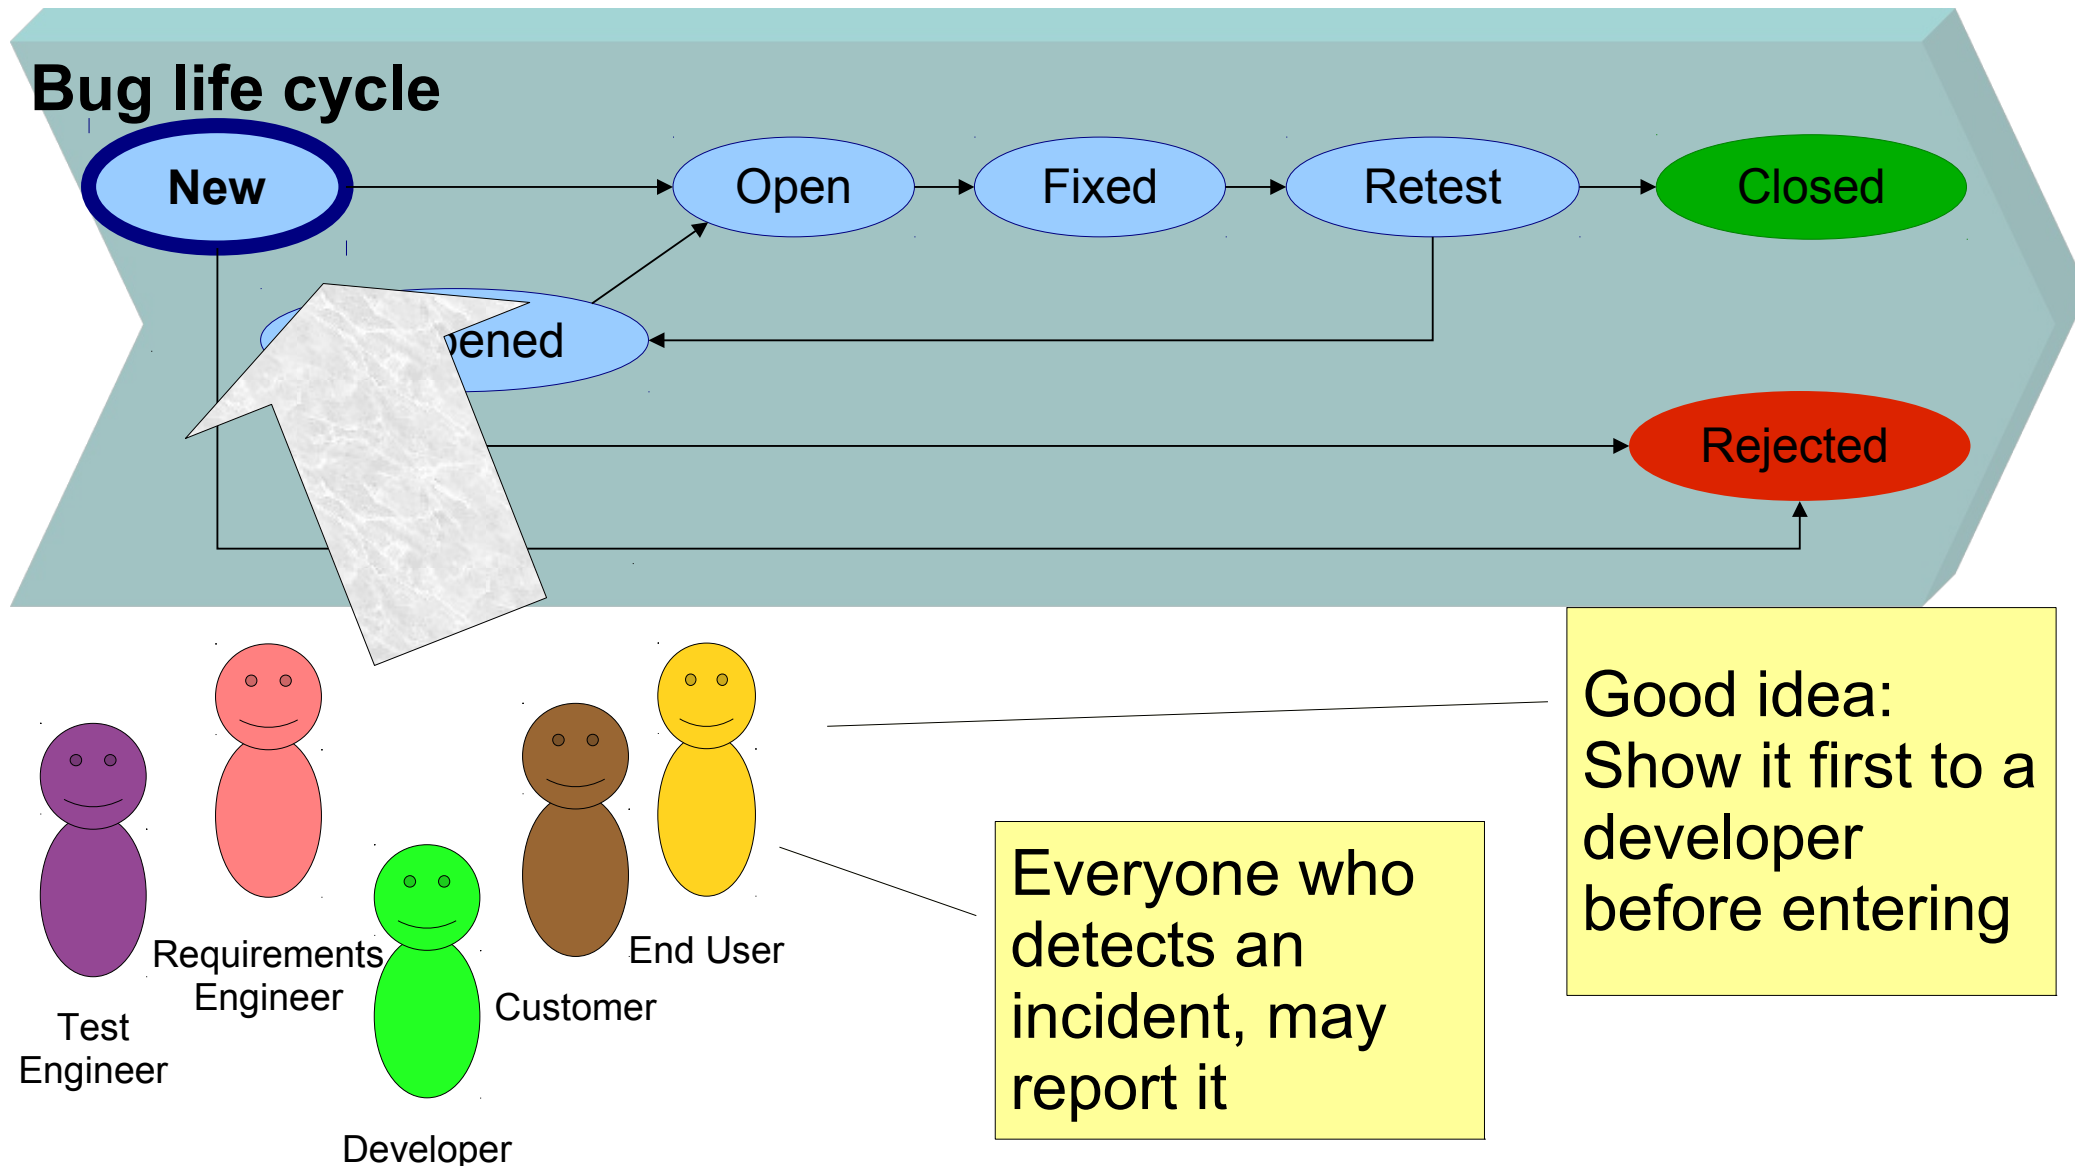 Bug life cycle
New
Open
Fixed
Retest
Closed
pened
Rejected
Good idea:
Show it first to a
developer
before entering
Everyone who
detects an
incident, may
report it
Requirements
Engineer
End User
Customer
Test
Engineer
Developer